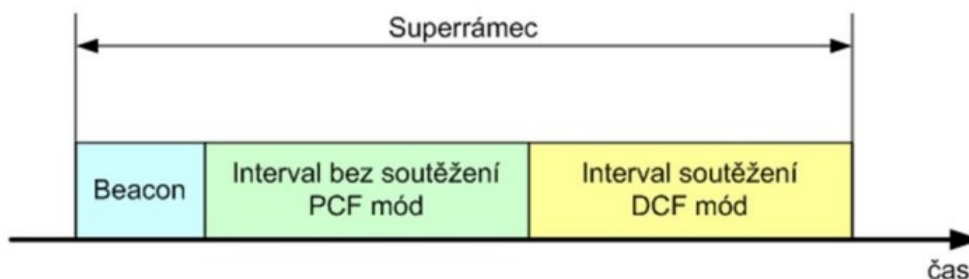 Superrámec
Beacon
Interval bez soutěžení
PCF mód
Interval soutěžení
DCF mód
čas